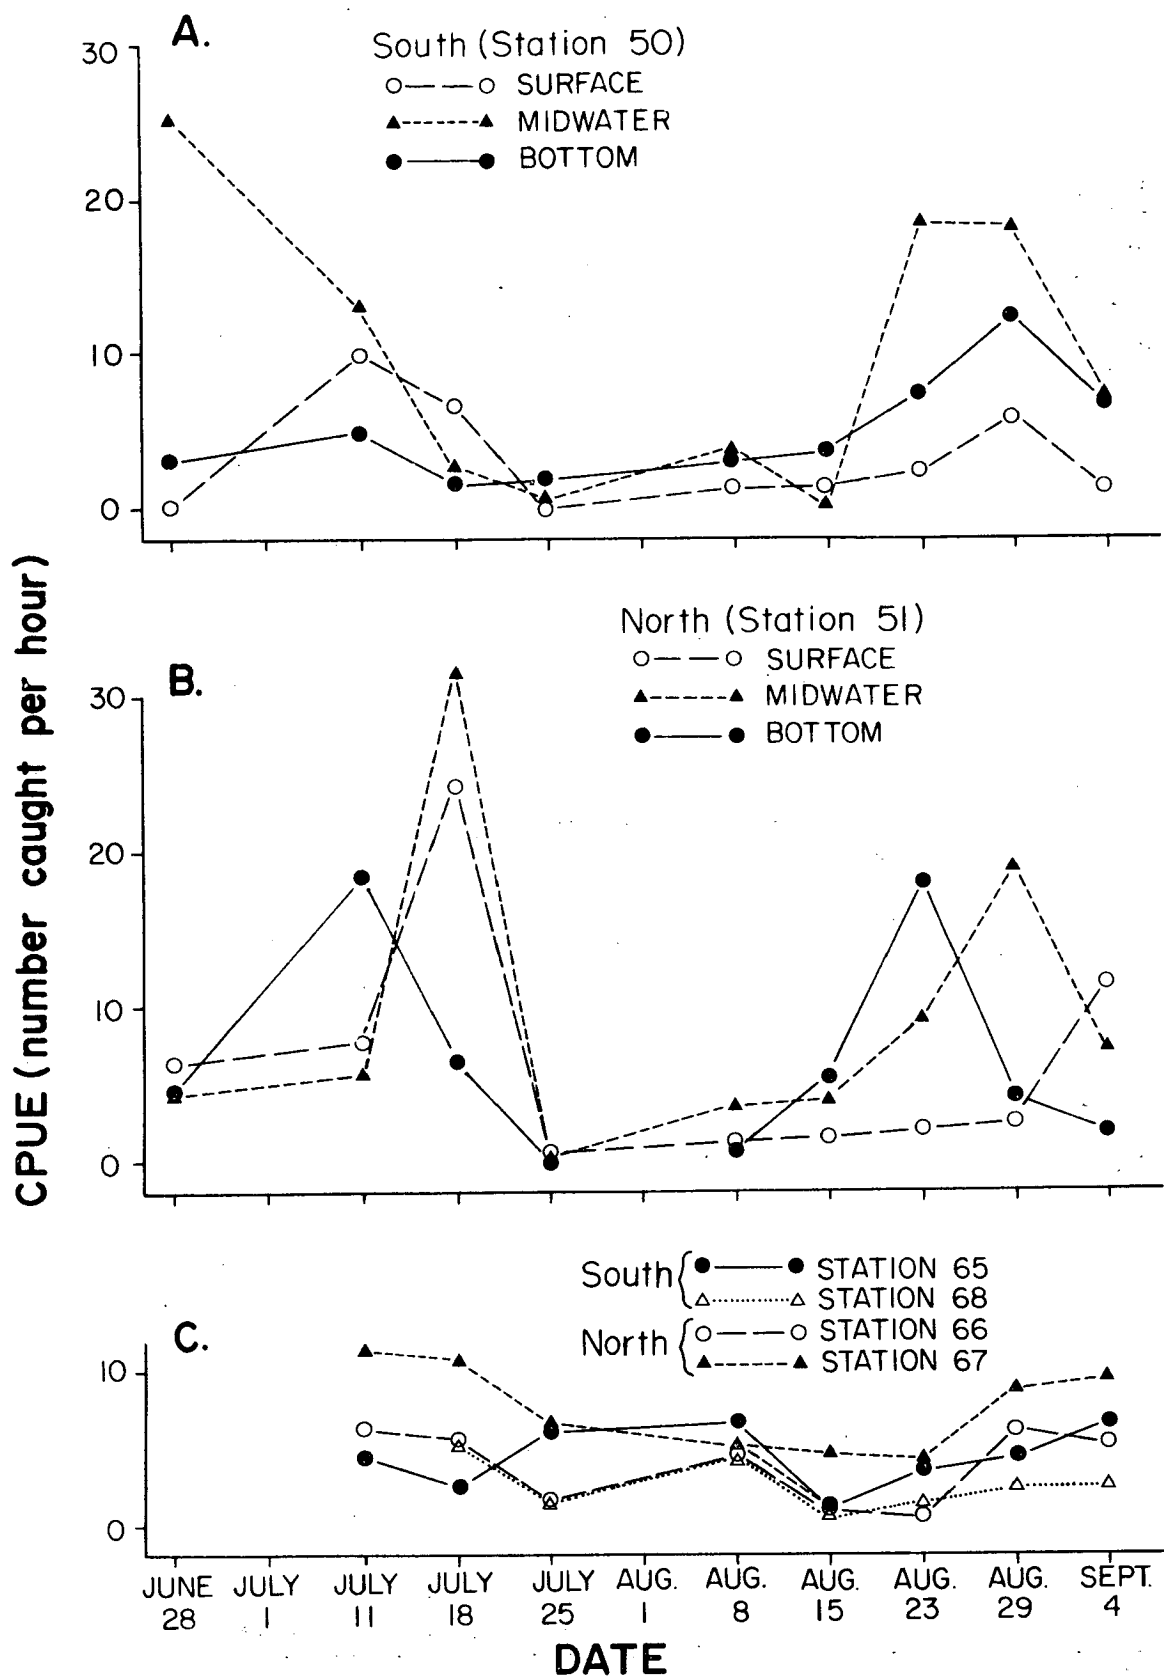 A.
South (Station 50)
SURFACE
MIDWATER
BOTTOM
30
20
10
0
B.
North (Station 51)
SURFACE
MIDWATER
BOTTOM
30
20
10
0
CPUE (number caught per hour)
C.
South { STATION 65
STATION 68
North { STATION 66
STATION 67
10
0
JUNE JULY JULY JULY JULY AUG. AUG. AUG. AUG. AUG. SEPT.
28 1 11 18 25 1 8 15 23 29 4
DATE